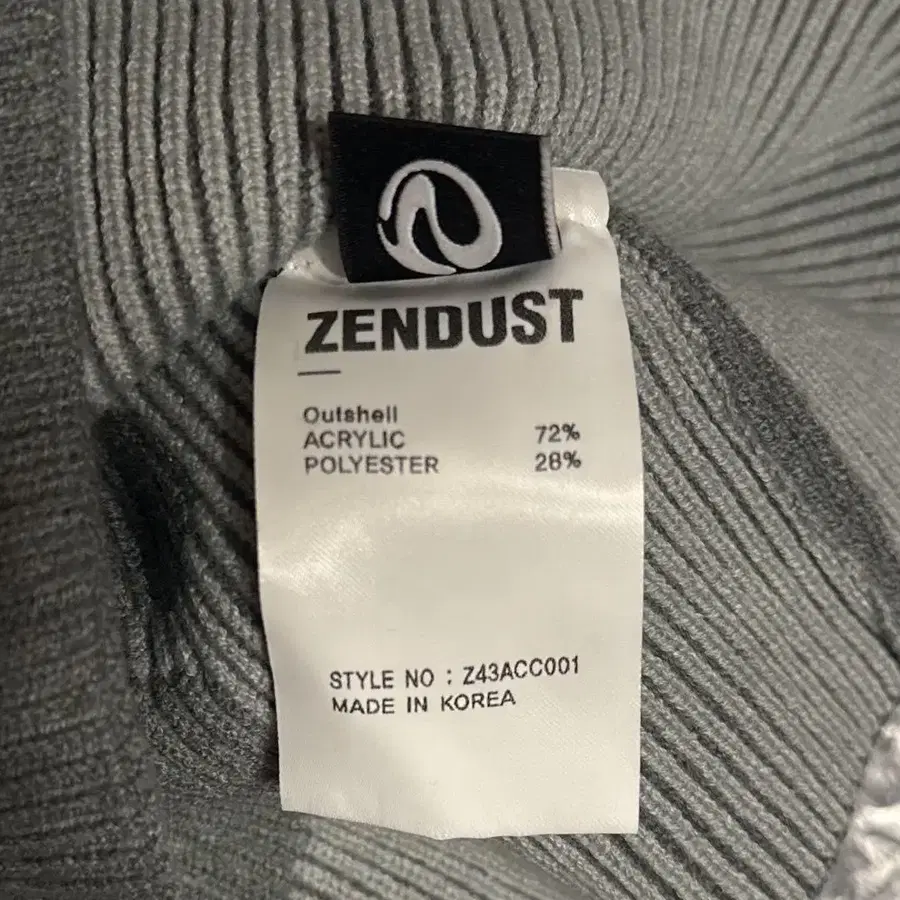 ZENDUST
Outshell
ACRYLIC 72%
POLYESTER 28%
STYLE NO : Z43ACC001
MADE IN KOREA